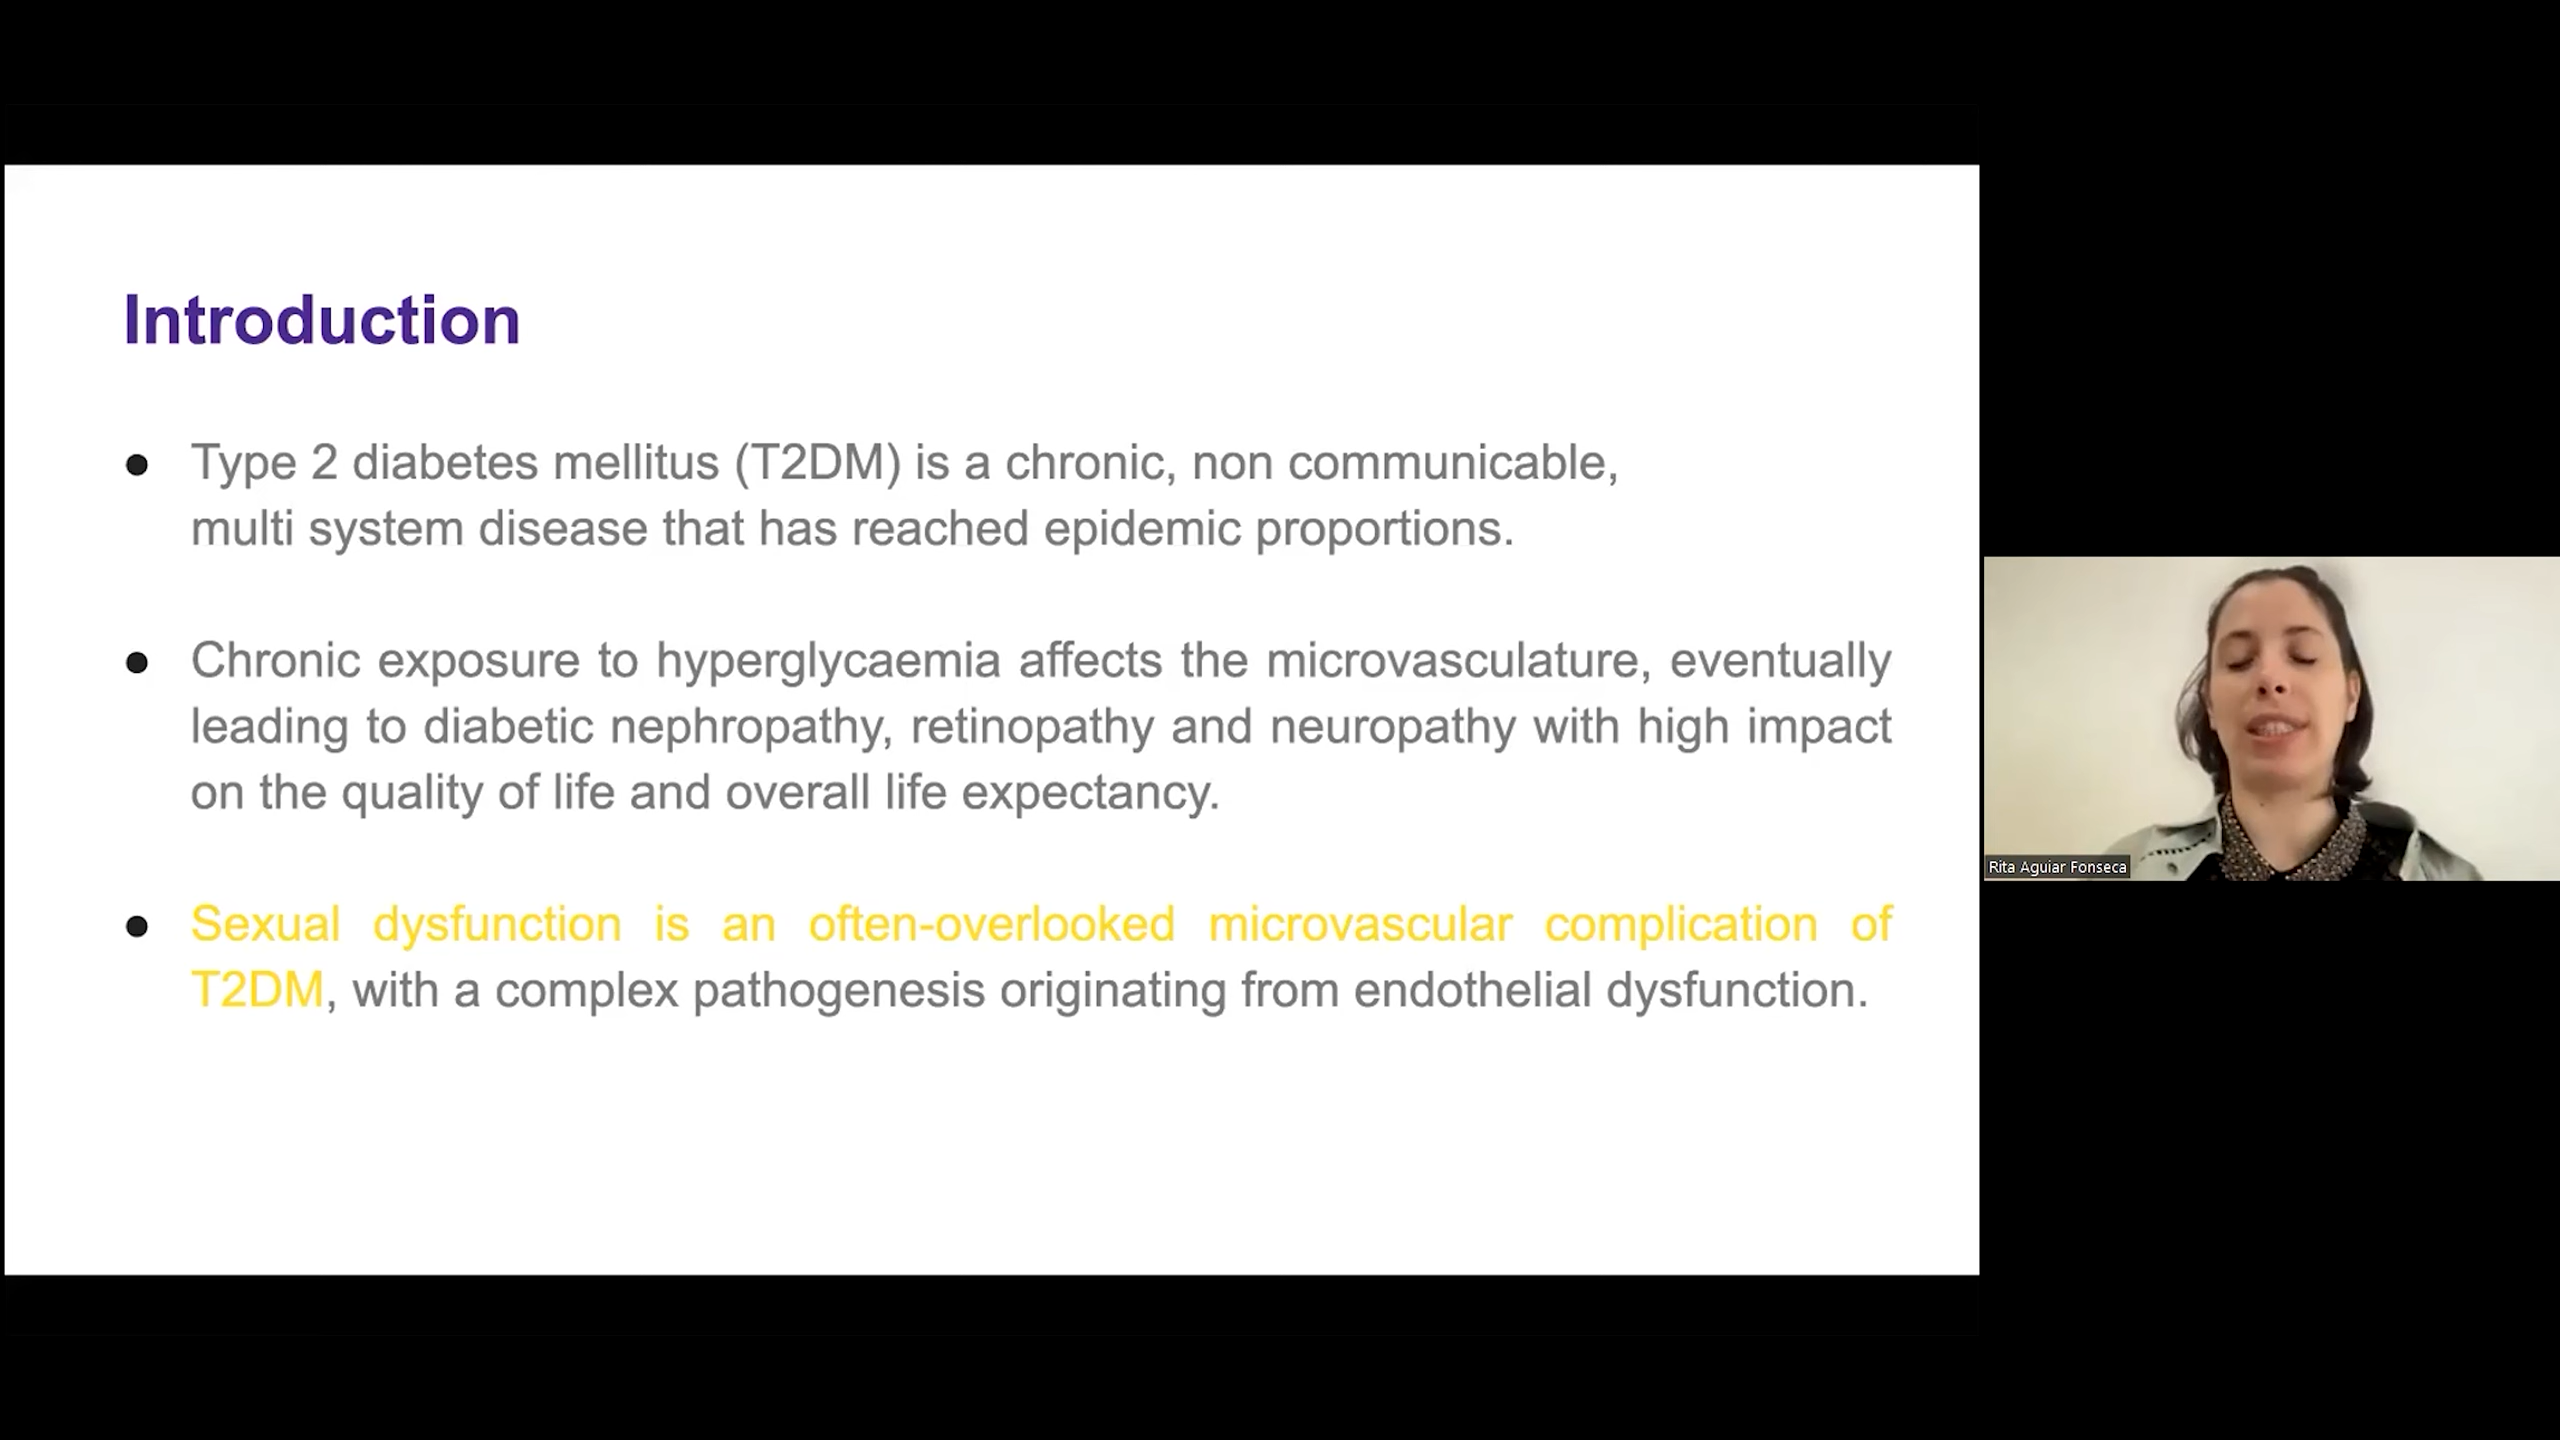 Introduction
● Type 2 diabetes mellitus (T2DM) is a chronic, non communicable,
multi system disease that has reached epidemic proportions.
● Chronic exposure to hyperglycaemia affects the microvasculature, eventually
leading to diabetic nephropathy, retinopathy and neuropathy with high impact
on the quality of life and overall life expectancy.
● Sexual dysfunction is an often-overlooked microvascular complication of
T2DM, with a complex pathogenesis originating from endothelial dysfunction.
Rita Aguiar Fonseca